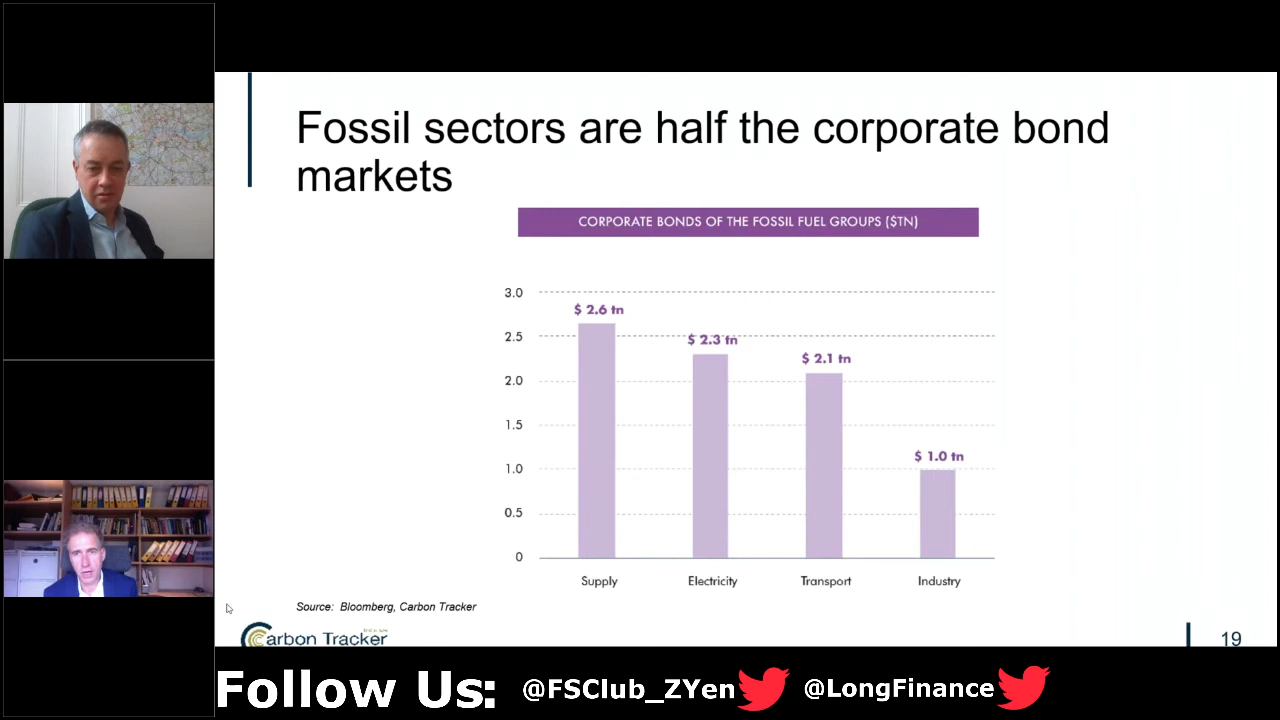 Fossil sectors are half the corporate bond
markets
CORPORATE BONDS OF THE FOSSIL FUEL GROUPS ($TN)
3.0
2.5
2.0
1.5
1.0
0.5
0
$ 2.6 tn
$ 2.3 tn
$ 2.1 tn
$ 1.0 tn
Supply
Electricity
Transport
Industry
Source: Bloomberg, Carbon Tracker
Carbon Tracker
19
Follow Us: @FSClub_ZYen @LongFinance